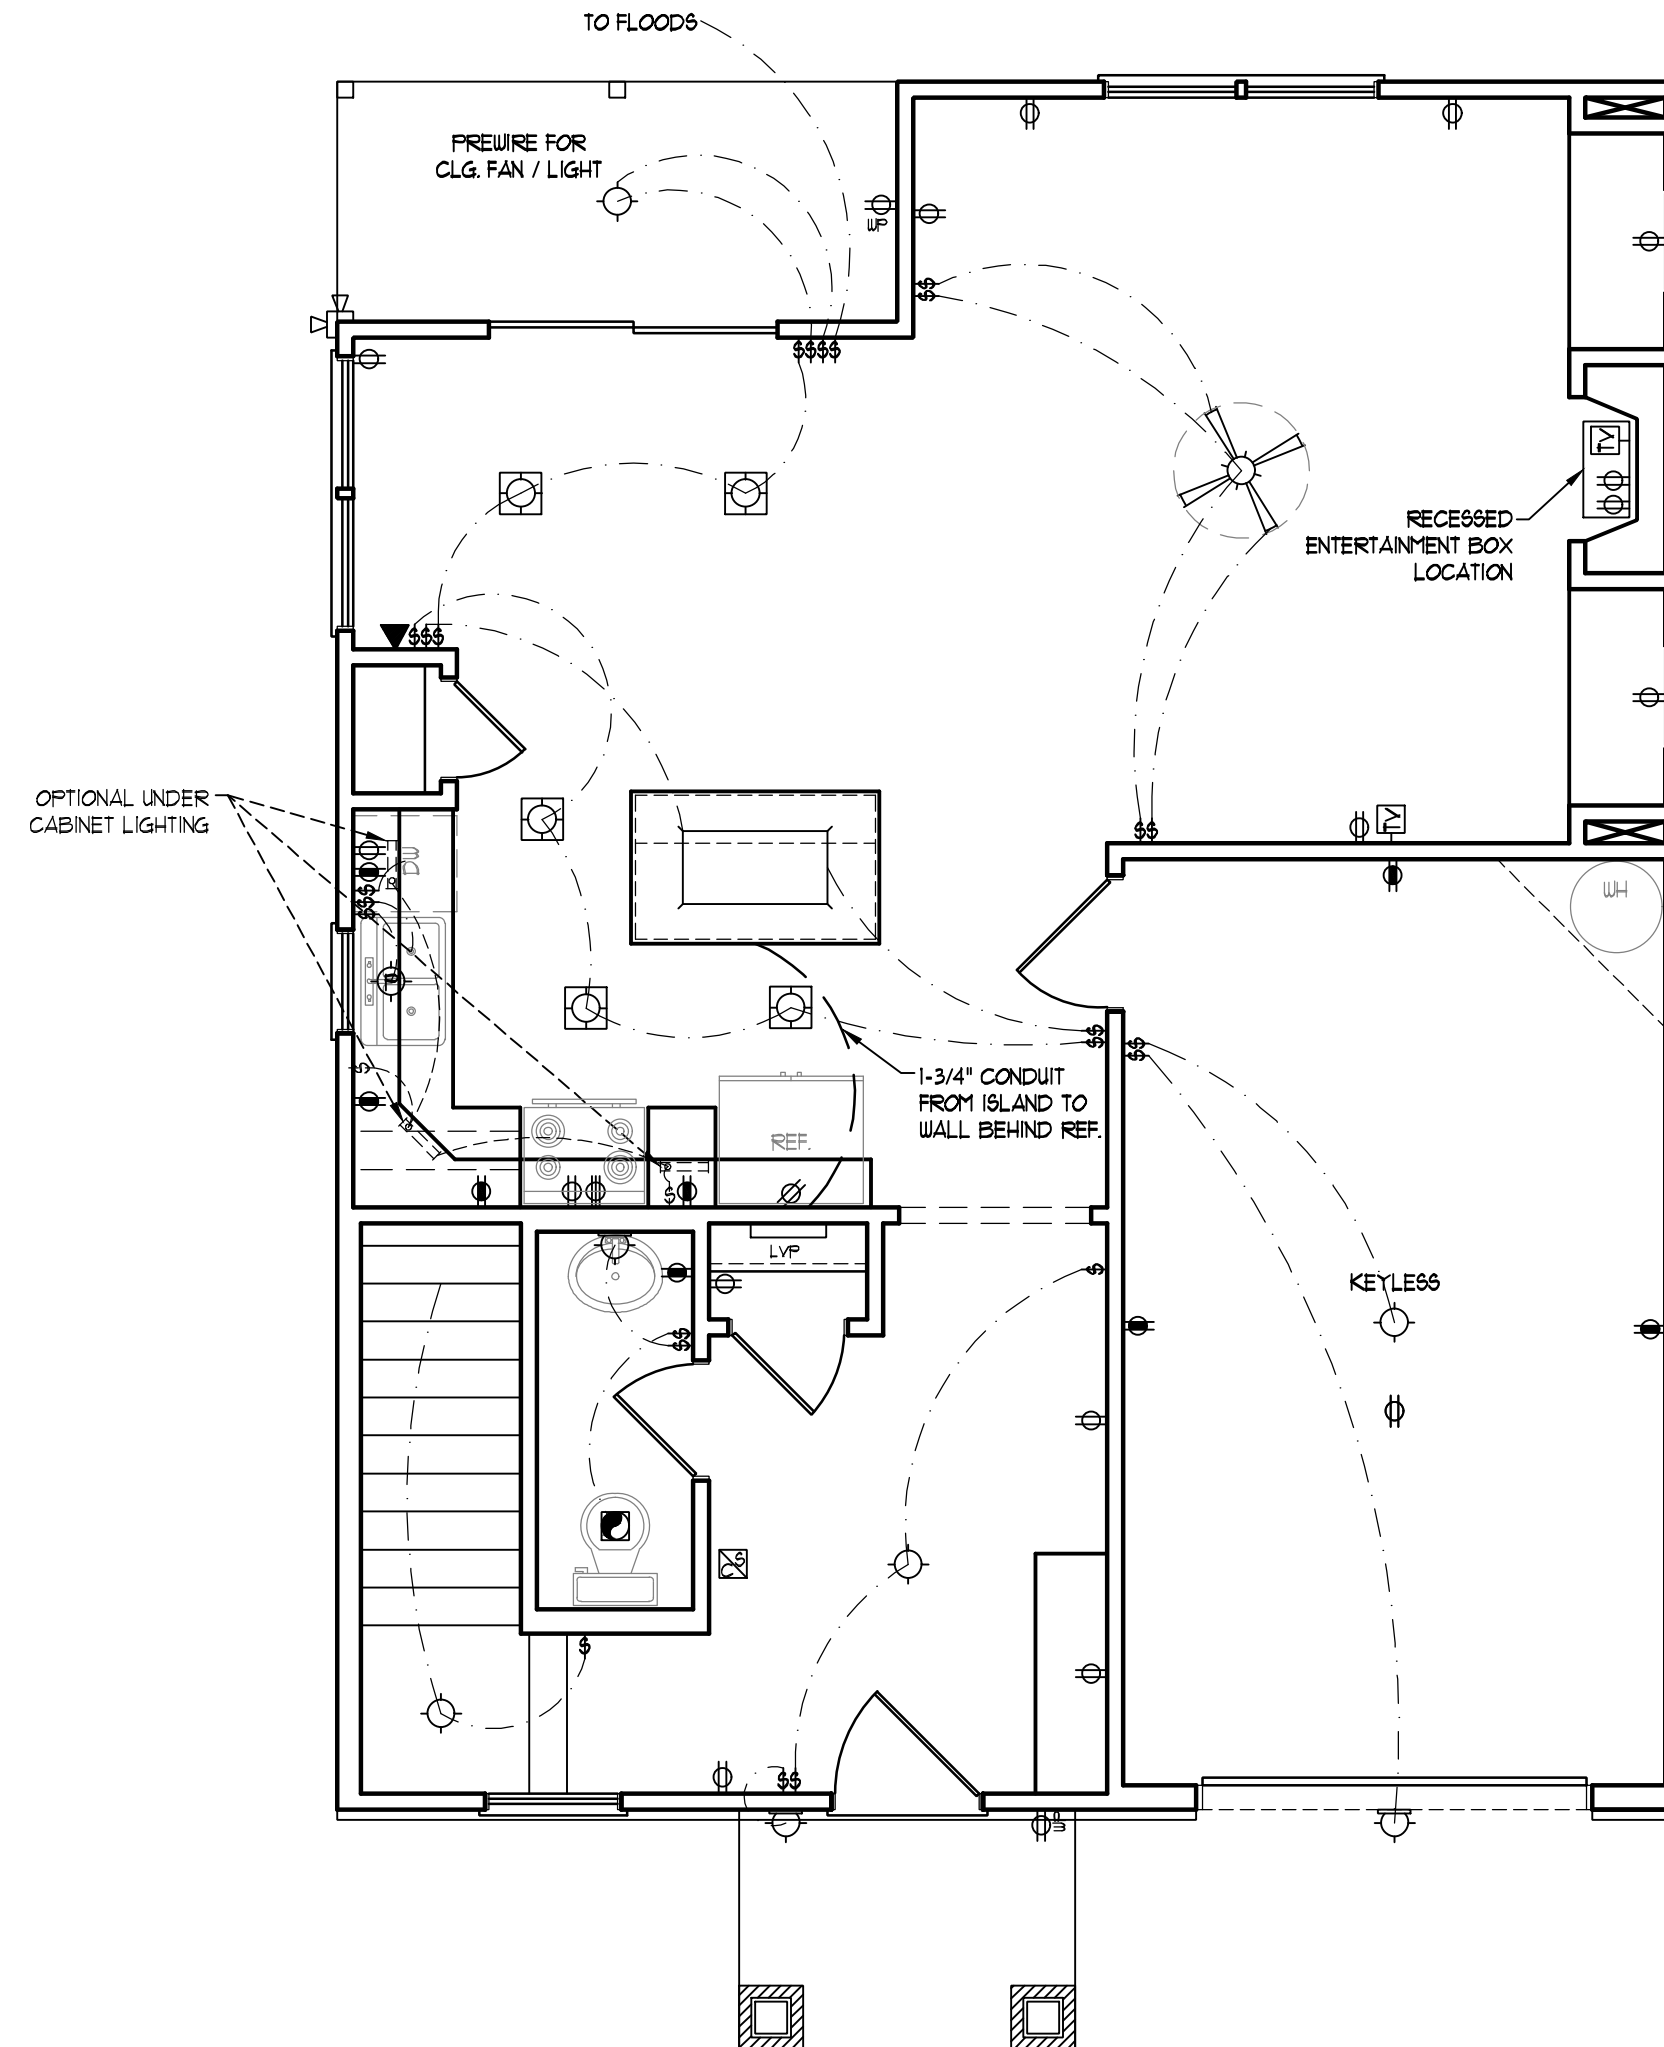 TO FLOODS
PREWIRE FOR
CLG. FAN / LIGHT
WP
$$
$$$$
TV
RECESSED
ENTERTAINMENT BOX
LOCATION
$$$
OPTIONAL UNDER
CABINET LIGHTING
$$
TV
DW
WH
$$$
P
$$
$$
$
1-3/4" CONDUIT
FROM ISLAND TO
WALL BEHIND REF.
REF.
$
LVP
$
KEYLESS
$$
C S
$
$$
WP